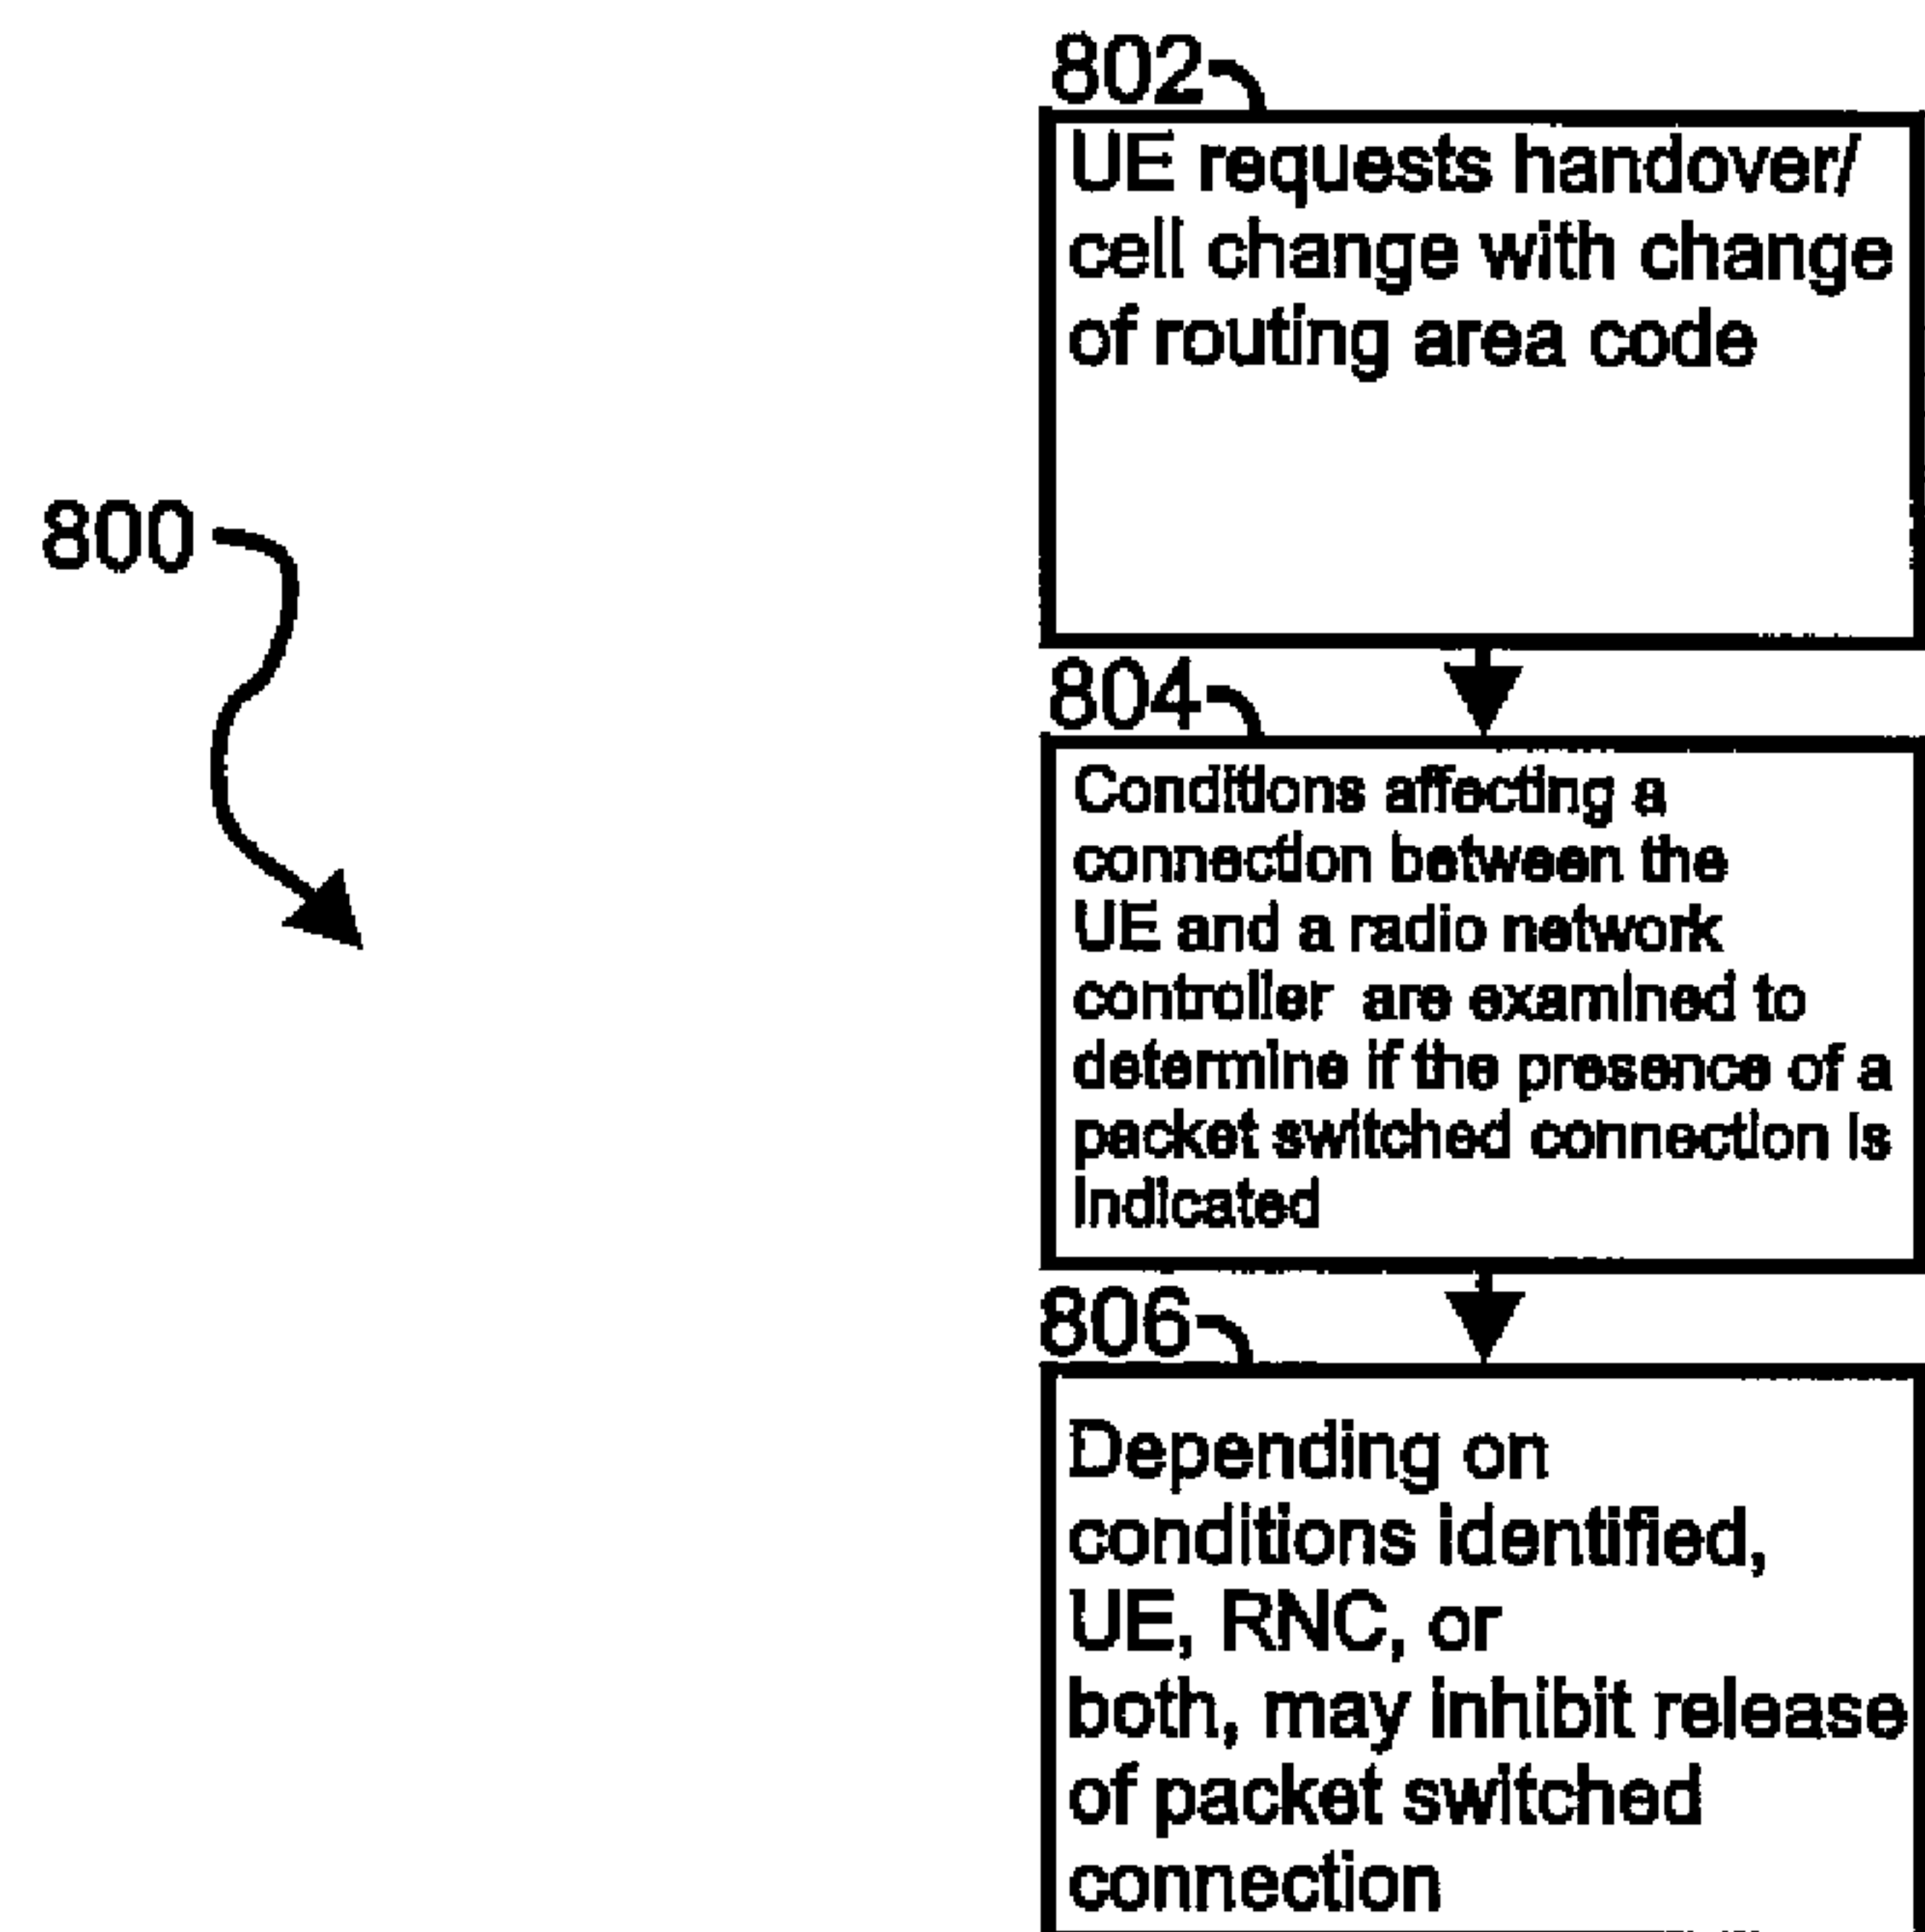 802
UE requests handover/
cell change with change
of routing area code
800
804
Conditions affecting a
connection between the
UE and a radio network
controller are examined to
determine if the presence of a
packet switched connection is
indicated
806
Depending on
conditions identified,
UE, RNC, or
both, may inhibit release
of packet switched
connection